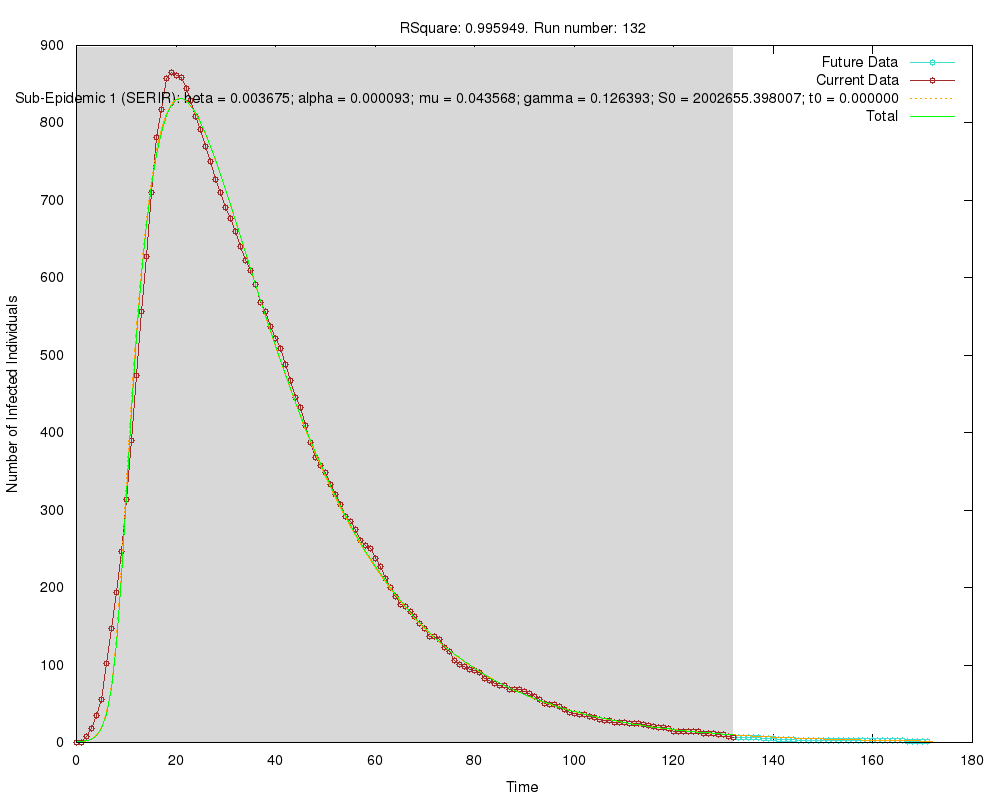 RSquare: 0.995949. Run number: 132
900
800
700
600
500
400
300
200
100
0
Number of Infected Individuals
Future Data
Current Data
Sub-Epidemic 1 (SERIR): beta = 0.003675; alpha = 0.000093; mu = 0.043568; gamma = 0.126393; S0 = 2002655.398007; t0 = 0.000000
Total
0 20 40 60 80 100 120 140 160 180
Time